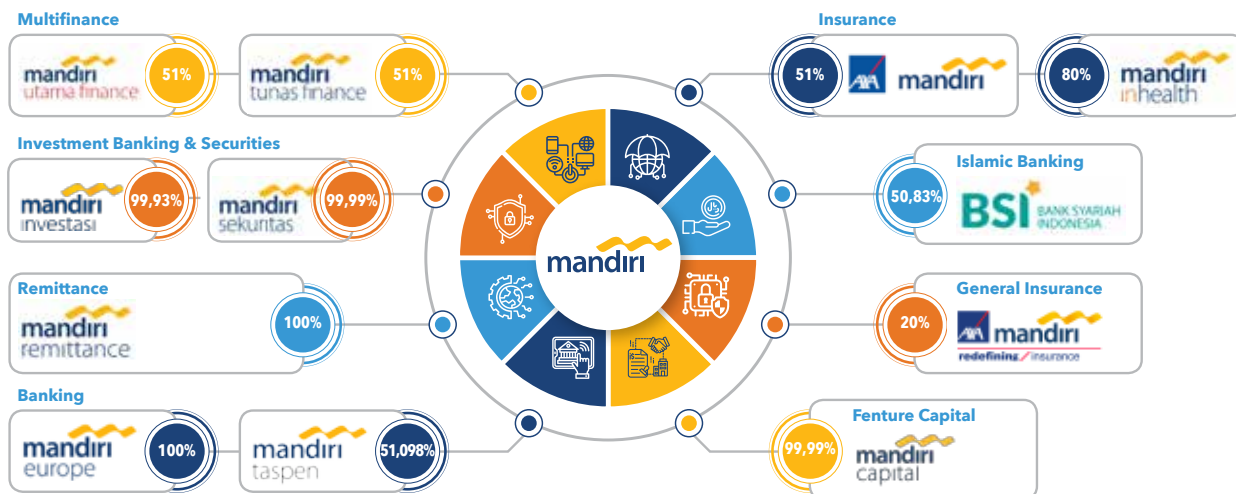 Multifinance
mandiri
utama finance
51%
mandiri
tunas finance
51%
Insurance
51%
AXA mandiri
80%
mandiri
inhealth
Investment Banking & Securities
mandiri
investasi
99,93%
mandiri
sekuritas
99,99%
Islamic Banking
50,83%
BSI BANK SYARIAH
INDONESIA
mandiri
Remittance
mandiri
remittance
100%
General Insurance
20%
AXA mandiri
redefining / insurance
Banking
mandiri
europe
100%
mandiri
taspen
51,098%
Fenture Capital
99,99%
mandiri
capital